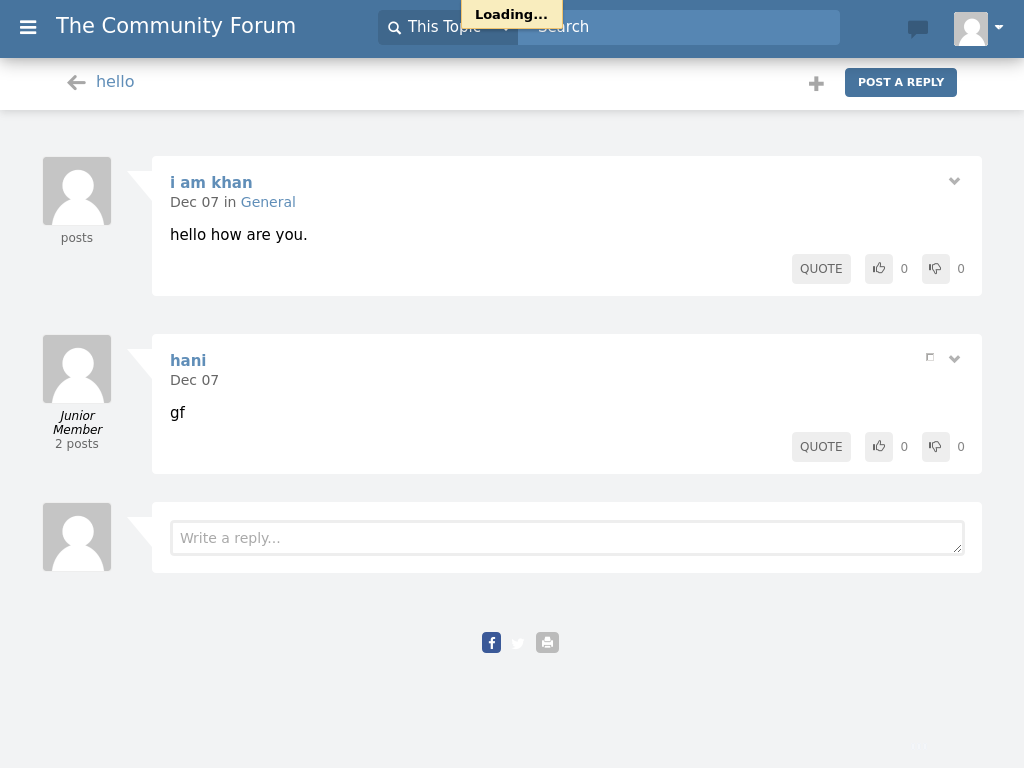 Loading...
The Community Forum
This Topic
Search
hello
POST A REPLY
i am khan
Dec 07 in General
posts
hello how are you.
QUOTE 0 0
hani
Dec 07
Junior
Member
2 posts
gf
QUOTE 0 0
Write a reply...